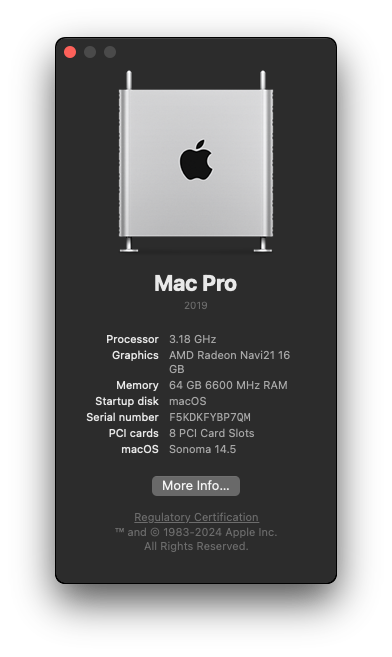 Mac Pro
2019
Processor 3.18 GHz
Graphics AMD Radeon Navi21 16
GB
Memory 64 GB 6600 MHz RAM
Startup disk macOS
Serial number F5KDKFYBP7QM
PCI cards 8 PCI Card Slots
macOS Sonoma 14.5
More Info...
Regulatory Certification
™ and © 1983-2024 Apple Inc.
All Rights Reserved.